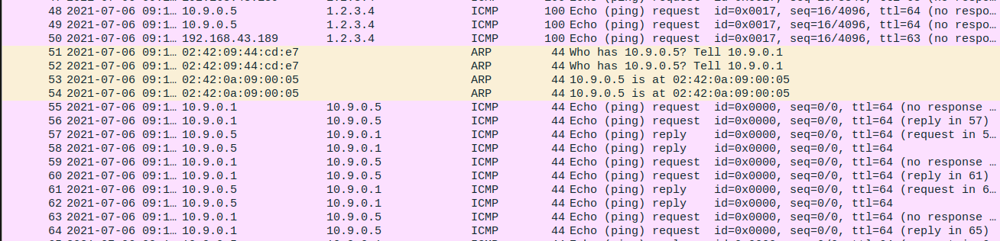 48 2021-07-06 09:1… 10.9.0.5 1.2.3.4 ICMP 100 Echo (ping) request id=0x0017, seq=16/4096, ttl=64 (no respo…
49 2021-07-06 09:1… 10.9.0.5 1.2.3.4 ICMP 100 Echo (ping) request id=0x0017, seq=16/4096, ttl=64 (no respo…
50 2021-07-06 09:1… 192.168.43.189 1.2.3.4 ICMP 100 Echo (ping) request id=0x0017, seq=16/4096, ttl=63 (no respo…
51 2021-07-06 09:1… 02:42:09:44:cd:e7 ARP 44 Who has 10.9.0.5? Tell 10.9.0.1
52 2021-07-06 09:1… 02:42:09:44:cd:e7 ARP 44 Who has 10.9.0.5? Tell 10.9.0.1
53 2021-07-06 09:1… 02:42:0a:09:00:05 ARP 44 10.9.0.5 is at 02:42:0a:09:00:05
54 2021-07-06 09:1… 02:42:0a:09:00:05 ARP 44 10.9.0.5 is at 02:42:0a:09:00:05
55 2021-07-06 09:1… 10.9.0.1 10.9.0.5 ICMP 44 Echo (ping) request id=0x0000, seq=0/0, ttl=64 (no response …
56 2021-07-06 09:1… 10.9.0.1 10.9.0.5 ICMP 44 Echo (ping) request id=0x0000, seq=0/0, ttl=64 (reply in 57)
57 2021-07-06 09:1… 10.9.0.5 10.9.0.1 ICMP 44 Echo (ping) reply id=0x0000, seq=0/0, ttl=64 (request in 5…
58 2021-07-06 09:1… 10.9.0.5 10.9.0.1 ICMP 44 Echo (ping) reply id=0x0000, seq=0/0, ttl=64
59 2021-07-06 09:1… 10.9.0.1 10.9.0.5 ICMP 44 Echo (ping) request id=0x0000, seq=0/0, ttl=64 (no response …
60 2021-07-06 09:1… 10.9.0.1 10.9.0.5 ICMP 44 Echo (ping) request id=0x0000, seq=0/0, ttl=64 (reply in 61)
61 2021-07-06 09:1… 10.9.0.5 10.9.0.1 ICMP 44 Echo (ping) reply id=0x0000, seq=0/0, ttl=64 (request in 6…
62 2021-07-06 09:1… 10.9.0.5 10.9.0.1 ICMP 44 Echo (ping) reply id=0x0000, seq=0/0, ttl=64
63 2021-07-06 09:1… 10.9.0.1 10.9.0.5 ICMP 44 Echo (ping) request id=0x0000, seq=0/0, ttl=64 (no response …
64 2021-07-06 09:1… 10.9.0.1 10.9.0.5 ICMP 44 Echo (ping) request id=0x0000, seq=0/0, ttl=64 (reply in 65)